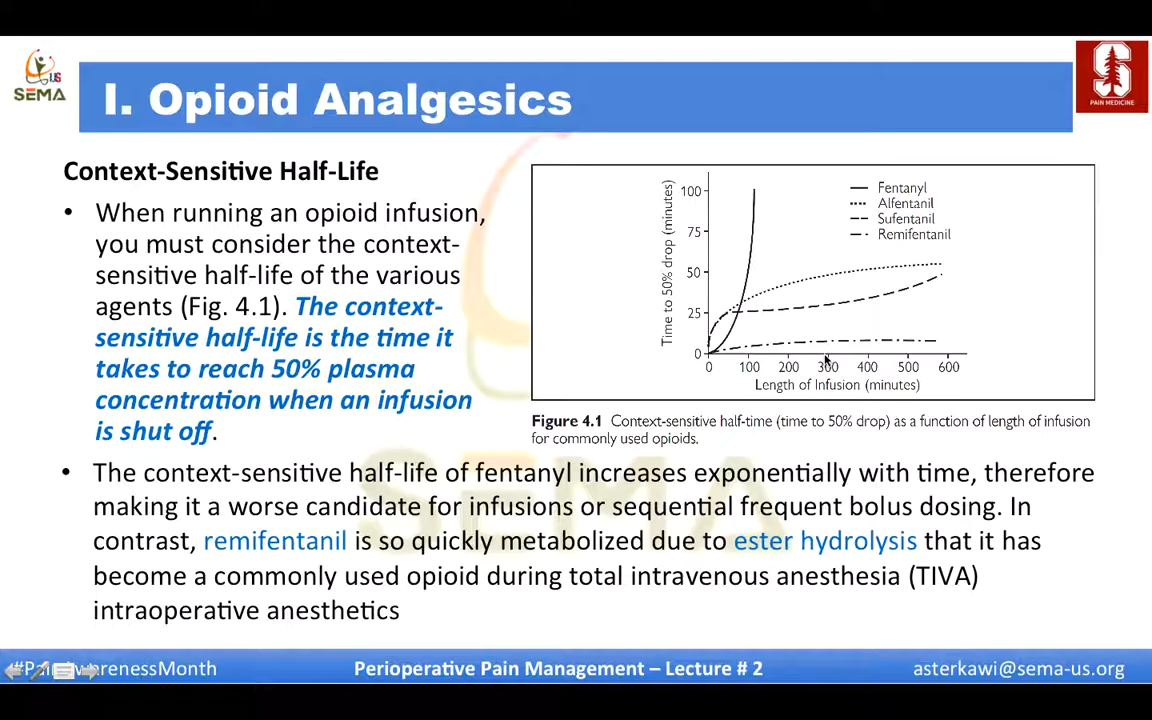 US
SEMA
I. Opioid Analgesics
S
PAIN MEDICINE
Context-Sensitive Half-Life
• When running an opioid infusion,
you must consider the context-
sensitive half-life of the various
agents (Fig. 4.1). The context-
sensitive half-life is the time it
takes to reach 50% plasma
concentration when an infusion
is shut off.
Time to 50% drop (minutes)
100
75
50
25
0
Fentanyl
Alfentanil
Sufentanil
Remifentanil
0 100 200 300 400 500 600
Length of Infusion (minutes)
Figure 4.1 Context-sensitive half-time (time to 50% drop) as a function of length of infusion
for commonly used opioids.
• The context-sensitive half-life of fentanyl increases exponentially with time, therefore
making it a worse candidate for infusions or sequential frequent bolus dosing. In
contrast, remifentanil is so quickly metabolized due to ester hydrolysis that it has
become a commonly used opioid during total intravenous anesthesia (TIVA)
intraoperative anesthetics
SEMA
#PainAwarenessMonth
Perioperative Pain Management – Lecture # 2
asterkawi@sema-us.org